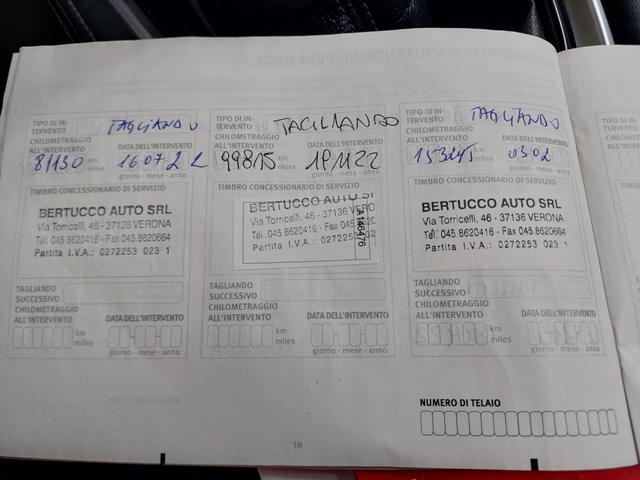 TIPO DI IN-
TERVENTO TAGLIANDO
CHILOMETRAGGIO
ALL'INTERVENTO DATA DELL'INTERVENTO
81130 km 16 07 22
miles giorno - mese - anno
TIMBRO CONCESSIONARIO DI SERVIZIO
BERTUCCO AUTO SRL
Via Torricelli, 46 - 37136 VERONA
Tel. 045 8620416 - Fax 045 8620664
Partita I.V.A.: 0272253 023 1
TAGLIANDO
SUCCESSIVO
CHILOMETRAGGIO
ALL'INTERVENTO DATA DELL'INTERVENTO
km
miles giorno - mese - anno
TIPO DI IN-
TERVENTO TAGLIANDO
CHILOMETRAGGIO
ALL'INTERVENTO DATA DELL'INTERVENTO
99815 km
miles giorno - mese - anno
TIMBRO CONCESSIONARIO DI SERVIZIO
BERTUCCO AUTO
Via Torricelli, 46 - 37136 VERO
Tel. 045 8620416 - Fax 045 862
Partita I.V.A.: 0272253
A146476
TAGLIANDO
SUCCESSIVO
CHILOMETRAGGIO
ALL'INTERVENTO DATA DELL'INTERVENTO
km
miles giorno - mese - anno
TIPO DI IN-
TERVENTO TAGLIANDO
CHILOMETRAGGIO
ALL'INTERVENTO DATA DELL'INTERVENTO
km 03 02
miles giorno - mese - anno
TIMBRO CONCESSIONARIO DI SERVIZIO
BERTUCCO AUTO SRL
Via Torricelli, 46 - 37136 VERONA
Tel. 045 8620416 - Fax 045 8620664
Partita I.V.A.: 0272253 023 1
TAGLIANDO
SUCCESSIVO
CHILOMETRAGGIO
ALL'INTERVENTO DATA DELL'INTERVENTO
km
miles giorno - mese - anno
NUMERO DI TELAIO
16